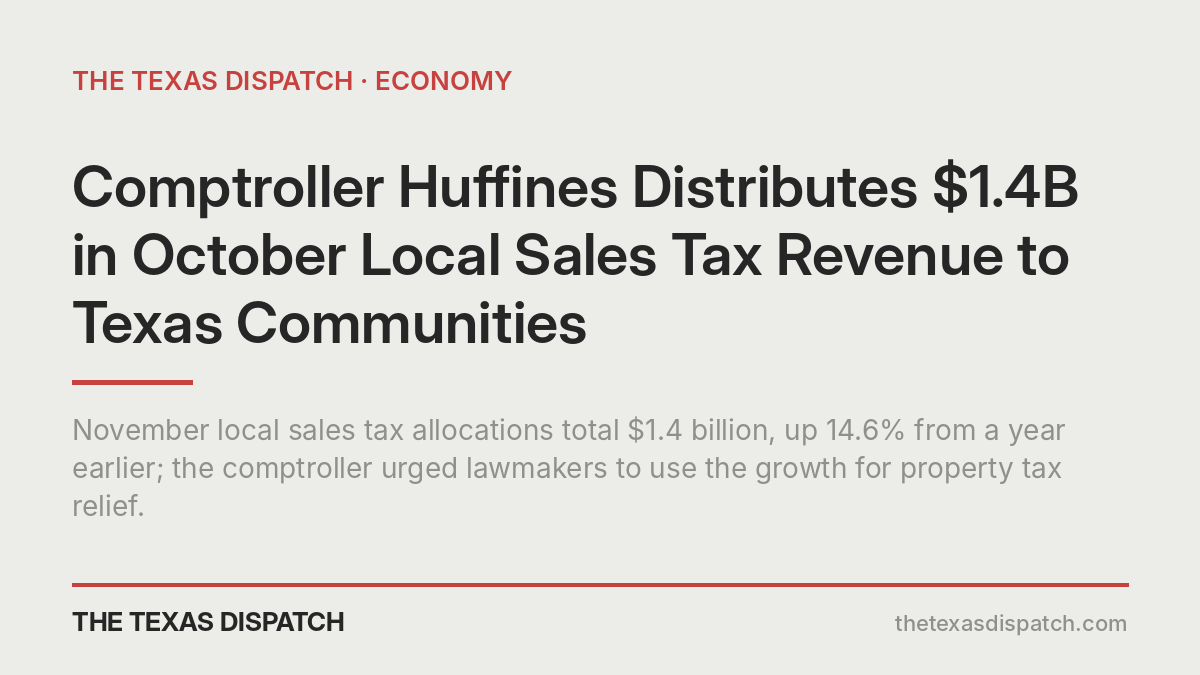 THE TEXAS DISPATCH · ECONOMY
Comptroller Huffines Distributes $1.4B
in October Local Sales Tax Revenue to
Texas Communities
November local sales tax allocations total $1.4 billion, up 14.6% from a year
earlier; the comptroller urged lawmakers to use the growth for property tax
relief.
THE TEXAS DISPATCH
thetexasdispatch.com